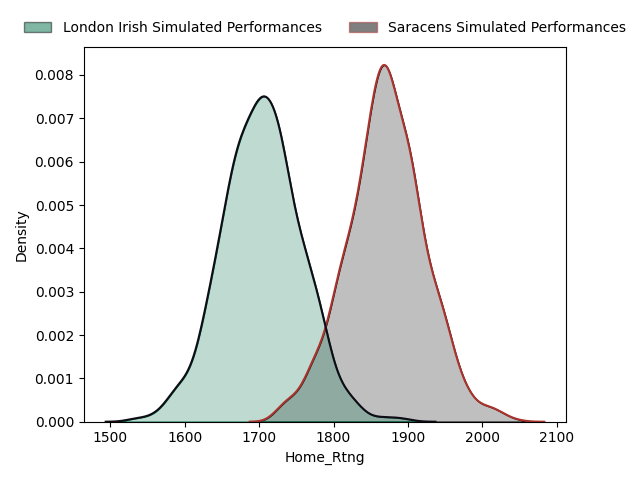 London Irish Simulated Performances Saracens Simulated Performances
0.008
0.007
0.006
0.005
0.004
0.003
0.002
0.001
0.000
Density
1500 1600 1700 1800 1900 2000 2100
Home_Rtng